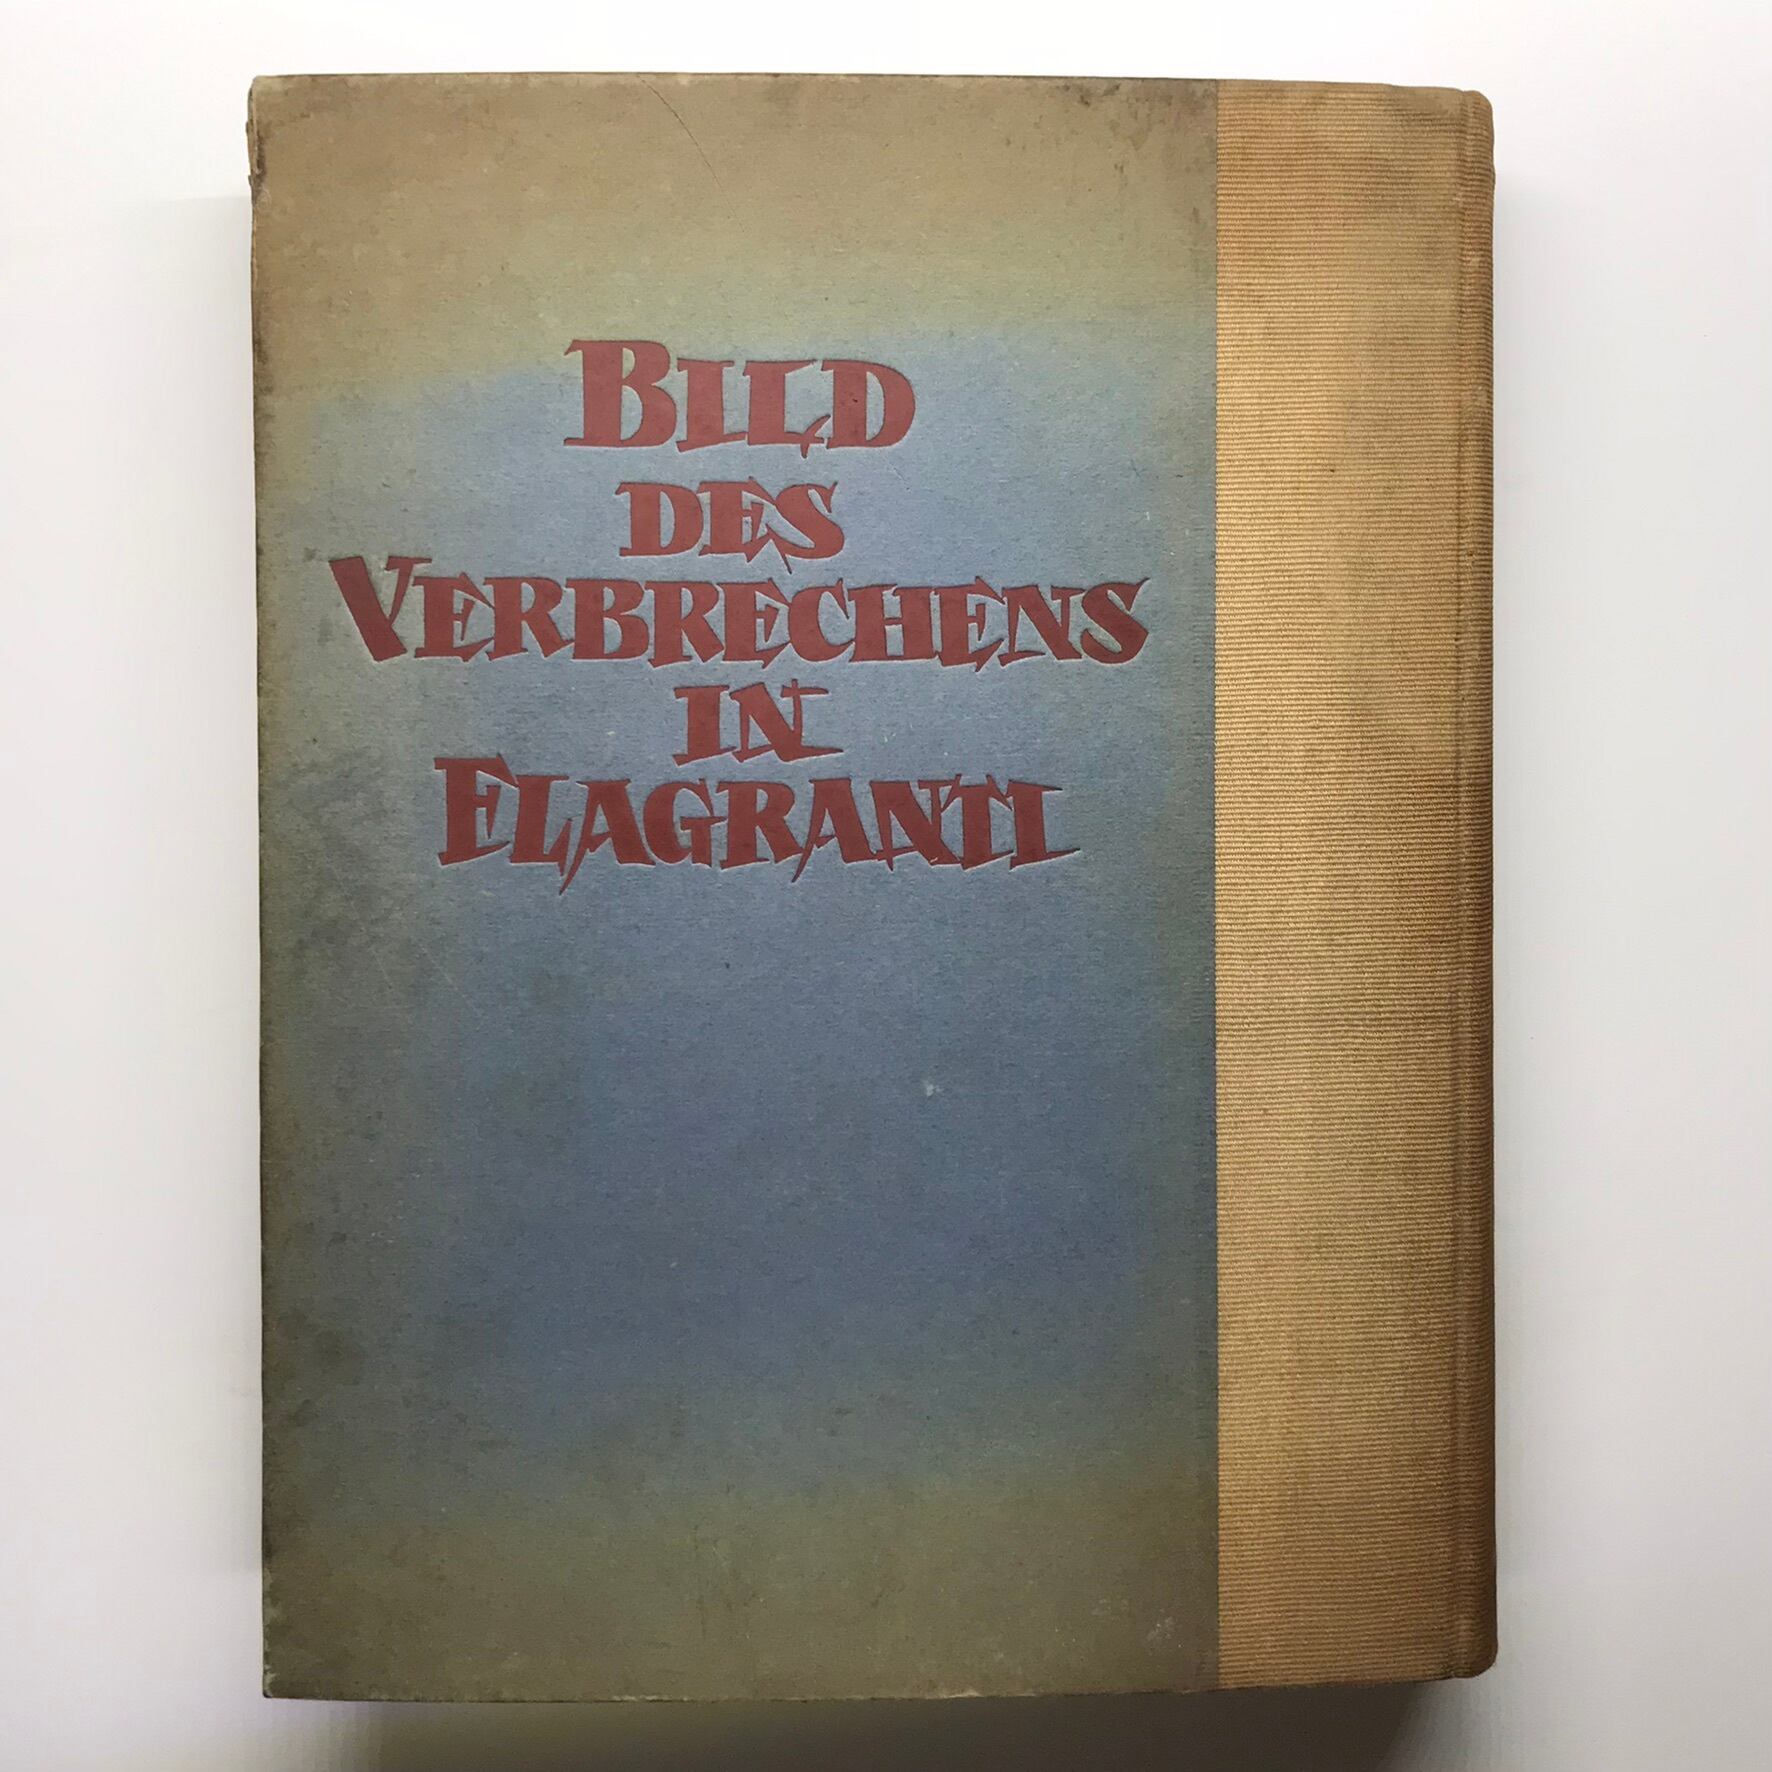 BILD
DES
VERBRECHENS
IN
FLAGRANTI